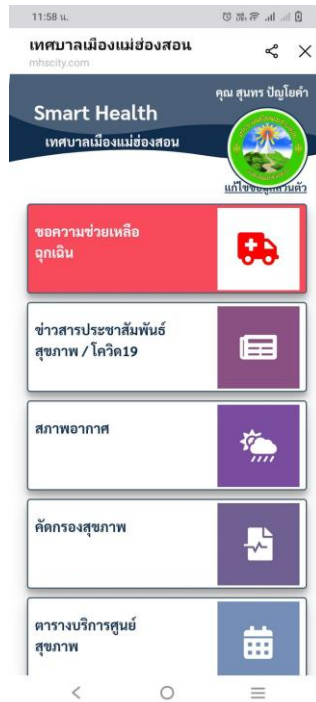 11:58 น.
เทศบาลเมืองแม่ฮ่องสอน
mhscity.com
คุณ สุนทร ปัญโยคำ
Smart Health
เทศบาลเมืองแม่ฮ่องสอน
แก้ไขข้อมูลส่วนตัว
ขอความช่วยเหลือ
ฉุกเฉิน
ข่าวสารประชาสัมพันธ์
สุขภาพ / โควิด19
สภาพอากาศ
คัดกรองสุขภาพ
ตารางบริการศูนย์
สุขภาพ